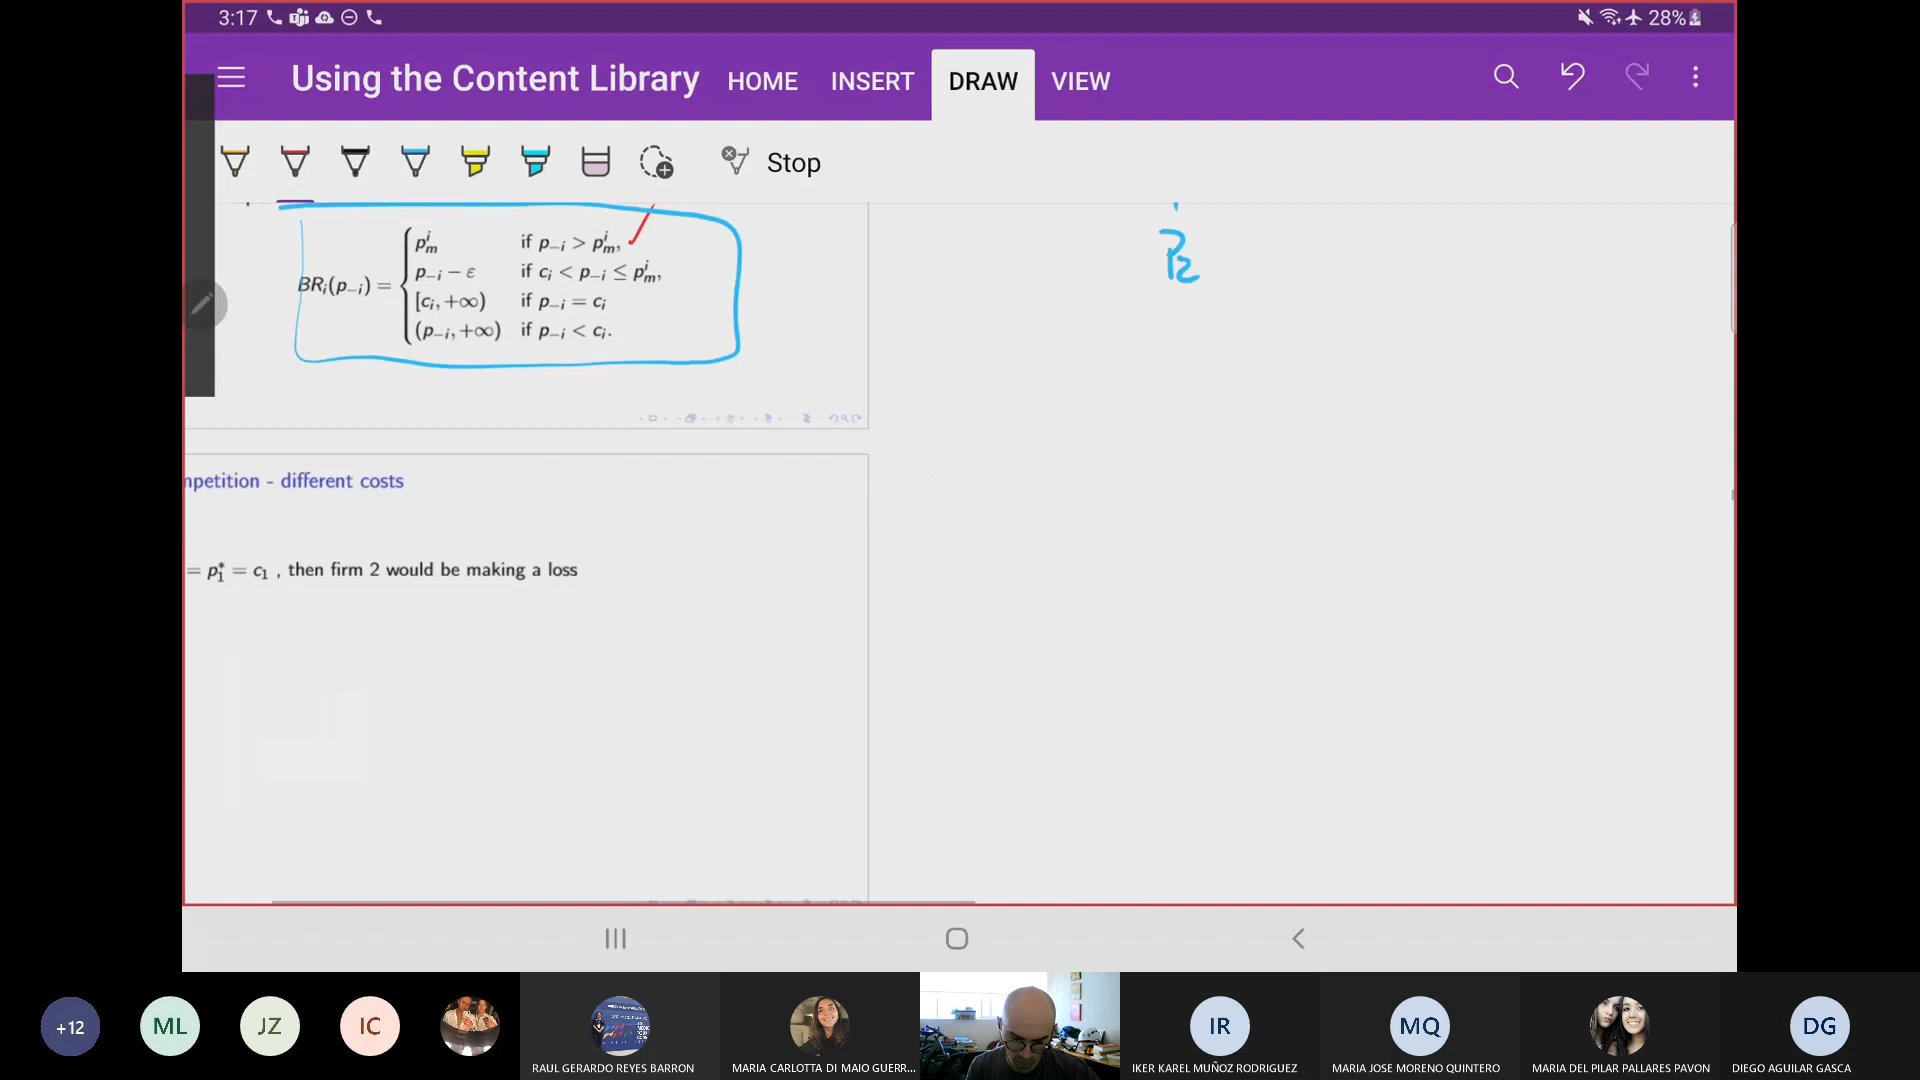 3:17 28%
Using the Content Library HOME INSERT DRAW VIEW
Stop
P2
BRᵢ(p₋ᵢ) =
pᵢₘ if p₋ᵢ > pᵢₘ,
p₋ᵢ − ε if cᵢ < p₋ᵢ ≤ pᵢₘ,
[cᵢ, +∞) if p₋ᵢ = cᵢ
(p₋ᵢ, +∞) if p₋ᵢ < cᵢ.
mpetition - different costs
= p₁* = c₁ , then firm 2 would be making a loss
+12 ML JZ IC IR MQ DG
RAUL GERARDO REYES BARRON MARIA CARLOTTA DI MAIO GUERR... IKER KAREL MUÑOZ RODRIGUEZ MARIA JOSE MORENO QUINTERO MARIA DEL PILAR PALLARES PAVON DIEGO AGUILAR GASCA